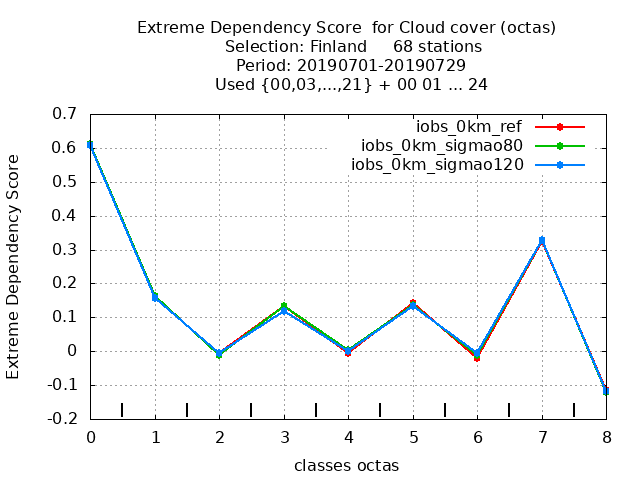 Extreme Dependency Score  for Cloud cover (octas)
Selection: Finland     68 stations
Period: 20190701-20190729
Used {00,03,...,21} + 00 01 ... 24
iobs_0km_ref
iobs_0km_sigmao80
iobs_0km_sigmao120
Extreme Dependency Score
0.7
0.6
0.5
0.4
0.3
0.2
0.1
0
-0.1
-0.2
0 1 2 3 4 5 6 7 8
classes octas